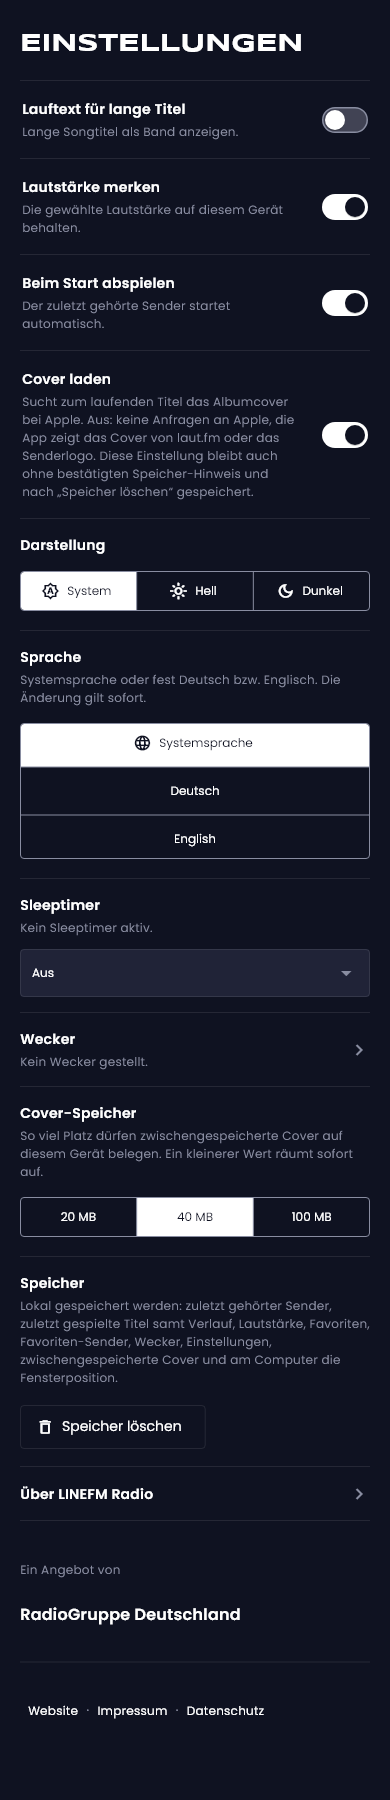 EINSTELLUNGEN
Lauftext für lange Titel
Lange Songtitel als Band anzeigen.
Lautstärke merken
Die gewählte Lautstärke auf diesem Gerät
behalten.
Beim Start abspielen
Der zuletzt gehörte Sender startet
automatisch.
Cover laden
Sucht zum laufenden Titel das Albumcover
bei Apple. Aus: keine Anfragen an Apple, die
App zeigt das Cover von laut.fm oder das
Senderlogo. Diese Einstellung bleibt auch
ohne bestätigten Speicher-Hinweis und
nach „Speicher löschen“ gespeichert.
Darstellung
System Hell Dunkel
Sprache
Systemsprache oder fest Deutsch bzw. Englisch. Die
Änderung gilt sofort.
Systemsprache
Deutsch
English
Sleeptimer
Kein Sleeptimer aktiv.
Aus
Wecker
Kein Wecker gestellt.
Cover-Speicher
So viel Platz dürfen zwischengespeicherte Cover auf
diesem Gerät belegen. Ein kleinerer Wert räumt sofort
auf.
20 MB 40 MB 100 MB
Speicher
Lokal gespeichert werden: zuletzt gehörter Sender,
zuletzt gespielte Titel samt Verlauf, Lautstärke, Favoriten,
Favoriten-Sender, Wecker, Einstellungen,
zwischengespeicherte Cover und am Computer die
Fensterposition.
Speicher löschen
Über LINEFM Radio
Ein Angebot von
RadioGruppe Deutschland
Website · Impressum · Datenschutz